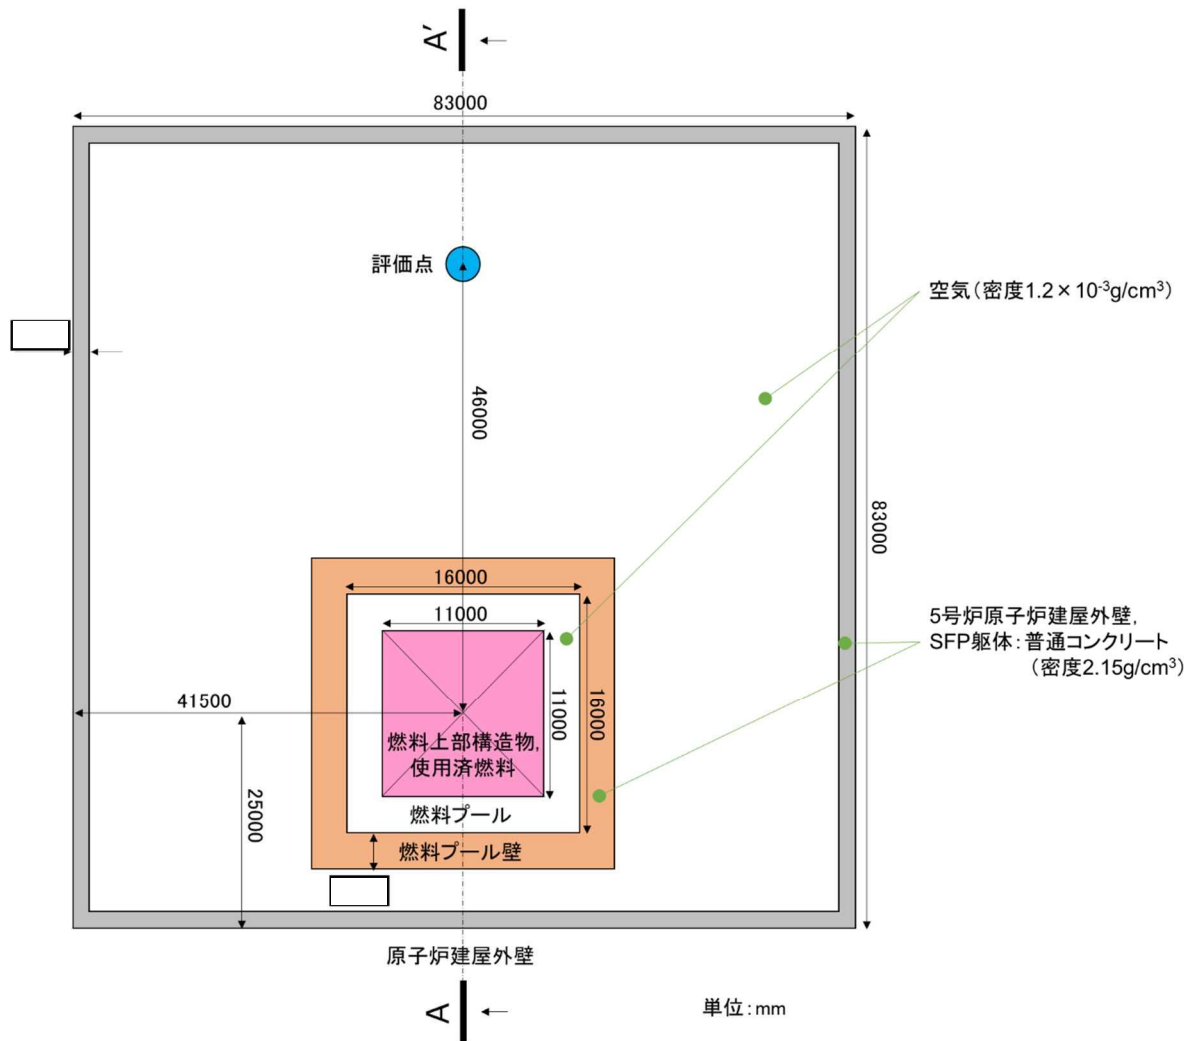 A′
83000
評価点
空気（密度1.2×10⁻³g/cm³）
46000
83000
16000
11000
5号炉原子炉建屋外壁，
SFP躯体：普通コンクリート
（密度2.15g/cm³）
41500
11000
16000
燃料上部構造物，
使用済燃料
25000
燃料プール
燃料プール壁
原子炉建屋外壁
A
単位：mm